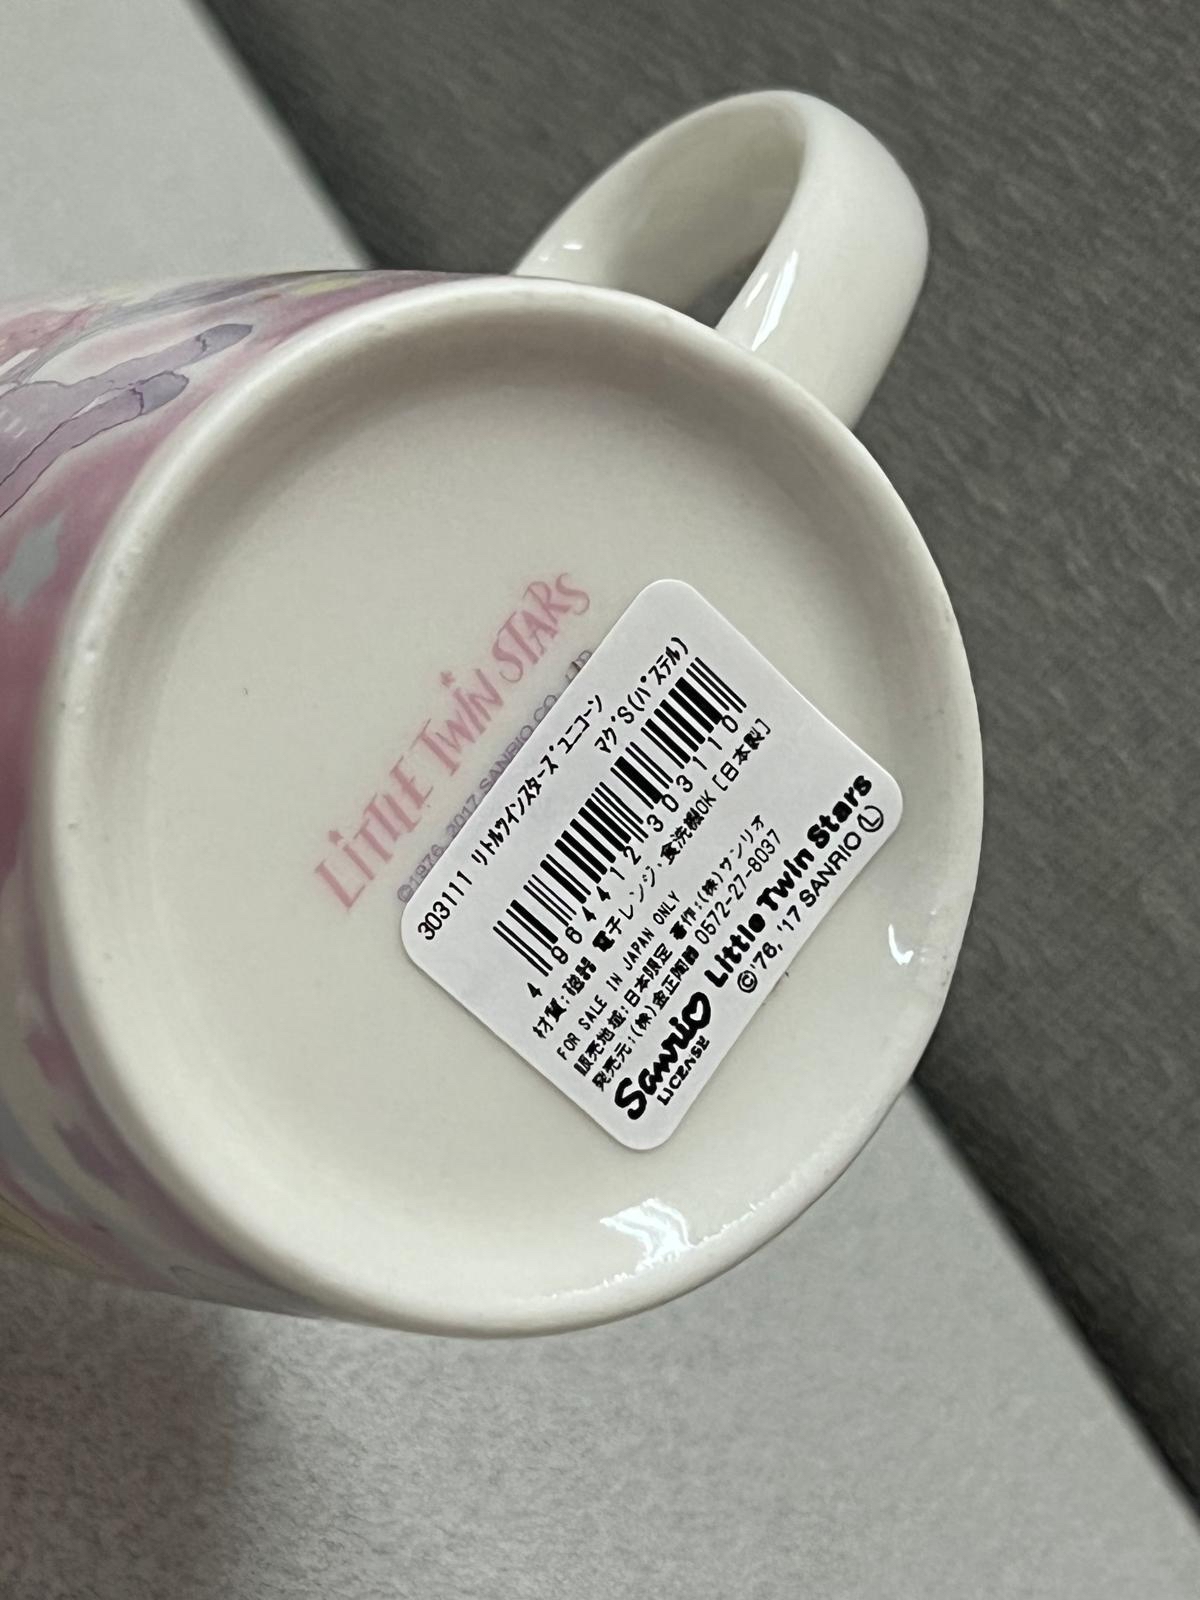 LITTLE TWIN STARS
©1976, 2017 SANRIO CO.,
303111 リトルツインスターズ ユニコーン
マグS(パステル)
4 964412 303110
材質:磁器 電子レンジ・食洗機OK [日本製]
FOR SALE IN JAPAN ONLY
販売地域:日本限定 著作:(株)サンリオ
発売元:(株)金正陶器 0572-27-8037
Sanrio Little Twin Stars
LICENSE ©'76, '17 SANRIO Ⓛ